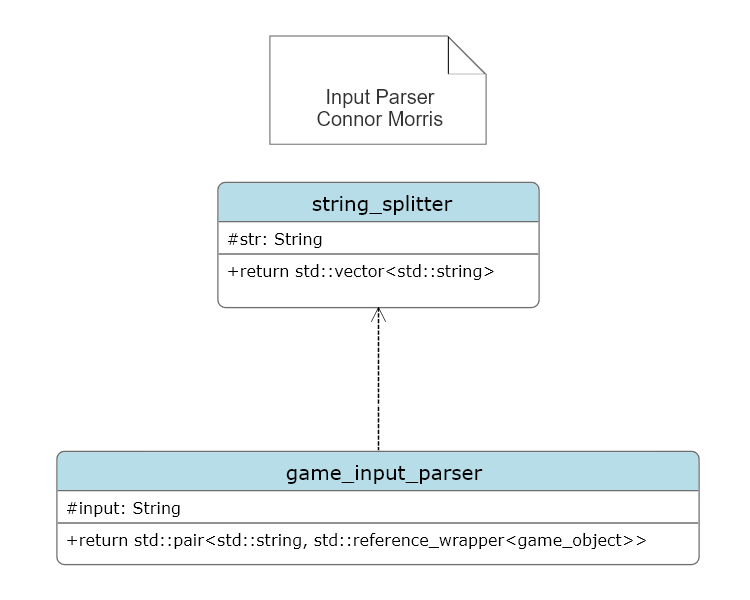 Input Parser
Connor Morris
string_splitter
#str: String
+return std::vector<std::string>
game_input_parser
#input: String
+return std::pair<std::string, std::reference_wrapper<game_object>>